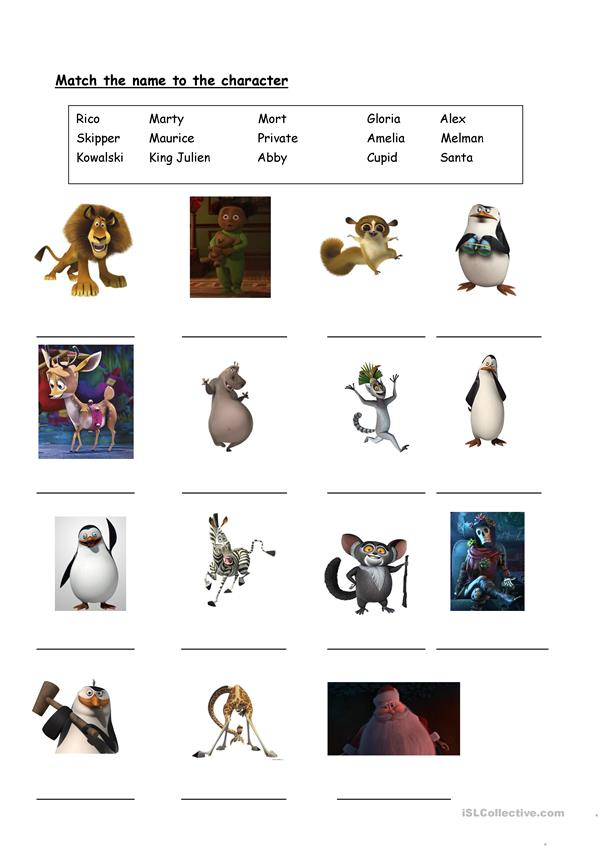 Match the name to the character
Rico Marty Mort Gloria Alex
Skipper Maurice Private Amelia Melman
Kowalski King Julien Abby Cupid Santa
iSLCollective.com